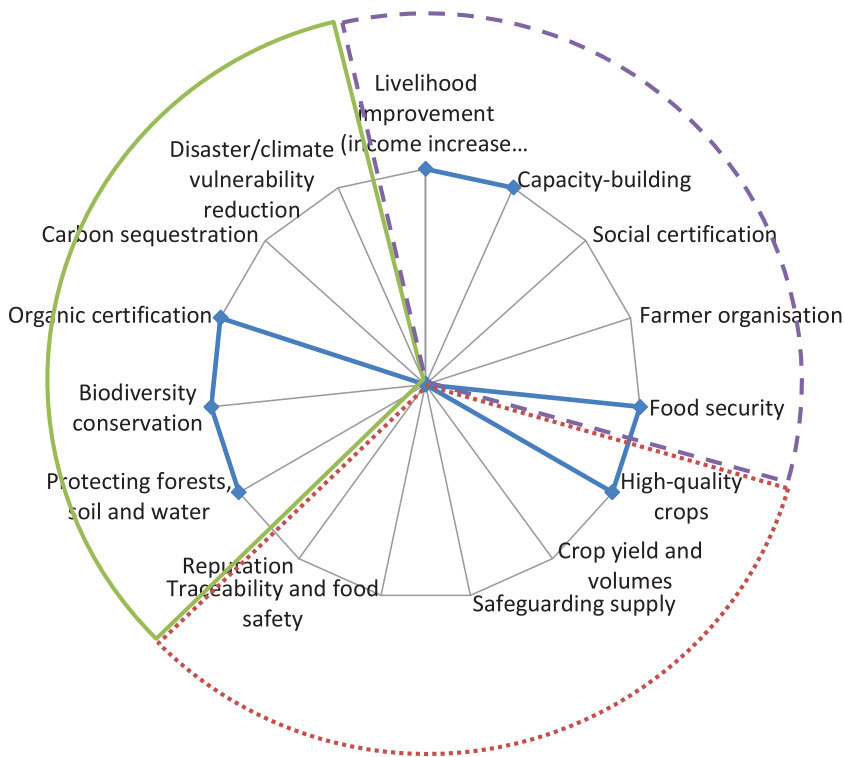 Livelihood
improvement
(income increase...
Capacity-building
Social certification
Farmer organisation
Food security
High-quality
crops
Crop yield and
volumes
Safeguarding supply
Traceability and food
safety
Reputation
Protecting forests,
soil and water
Biodiversity
conservation
Organic certification
Carbon sequestration
Disaster/climate
vulnerability
reduction